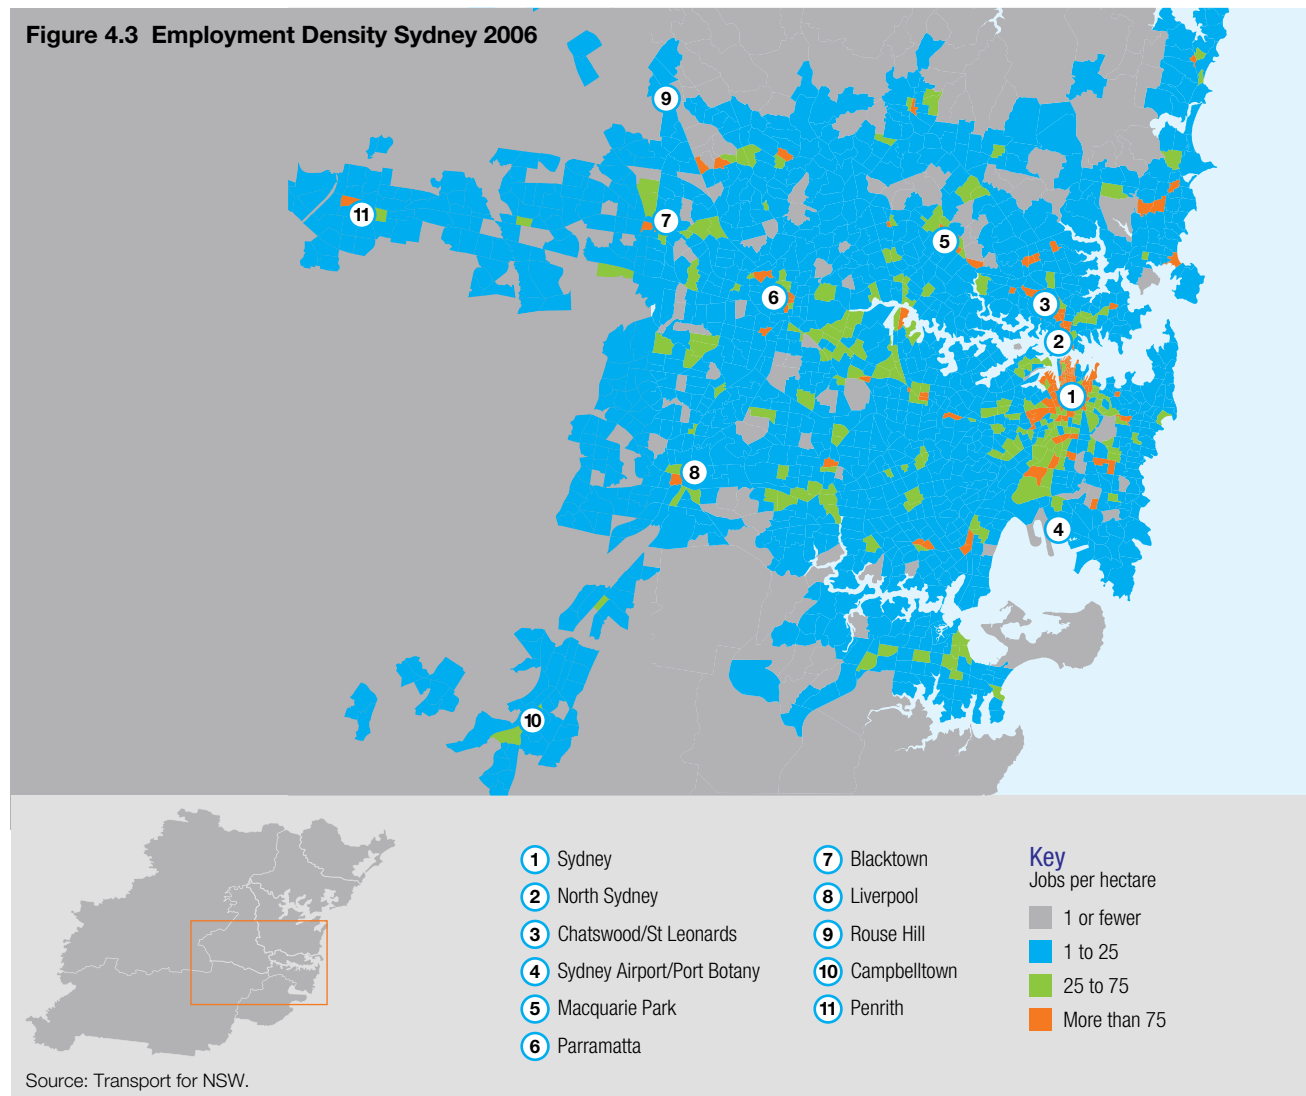 Figure 4.3 Employment Density Sydney 2006
9
11
7
5
6
3
2
1
8
4
10
1 Sydney
2 North Sydney
3 Chatswood/St Leonards
4 Sydney Airport/Port Botany
5 Macquarie Park
6 Parramatta
7 Blacktown
8 Liverpool
9 Rouse Hill
10 Campbelltown
11 Penrith
Key
Jobs per hectare
1 or fewer
1 to 25
25 to 75
More than 75
Source: Transport for NSW.